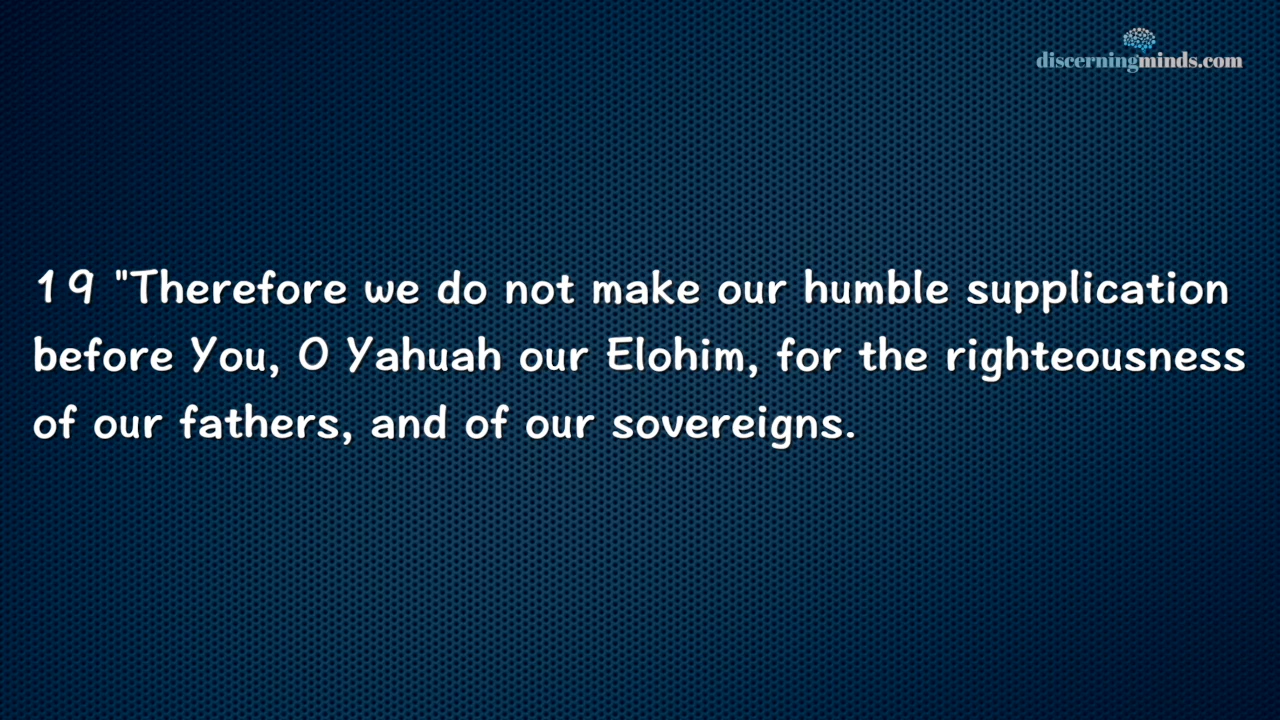 discerningminds.com
19 "Therefore we do not make our humble supplication
before You, O Yahuah our Elohim, for the righteousness
of our fathers, and of our sovereigns.